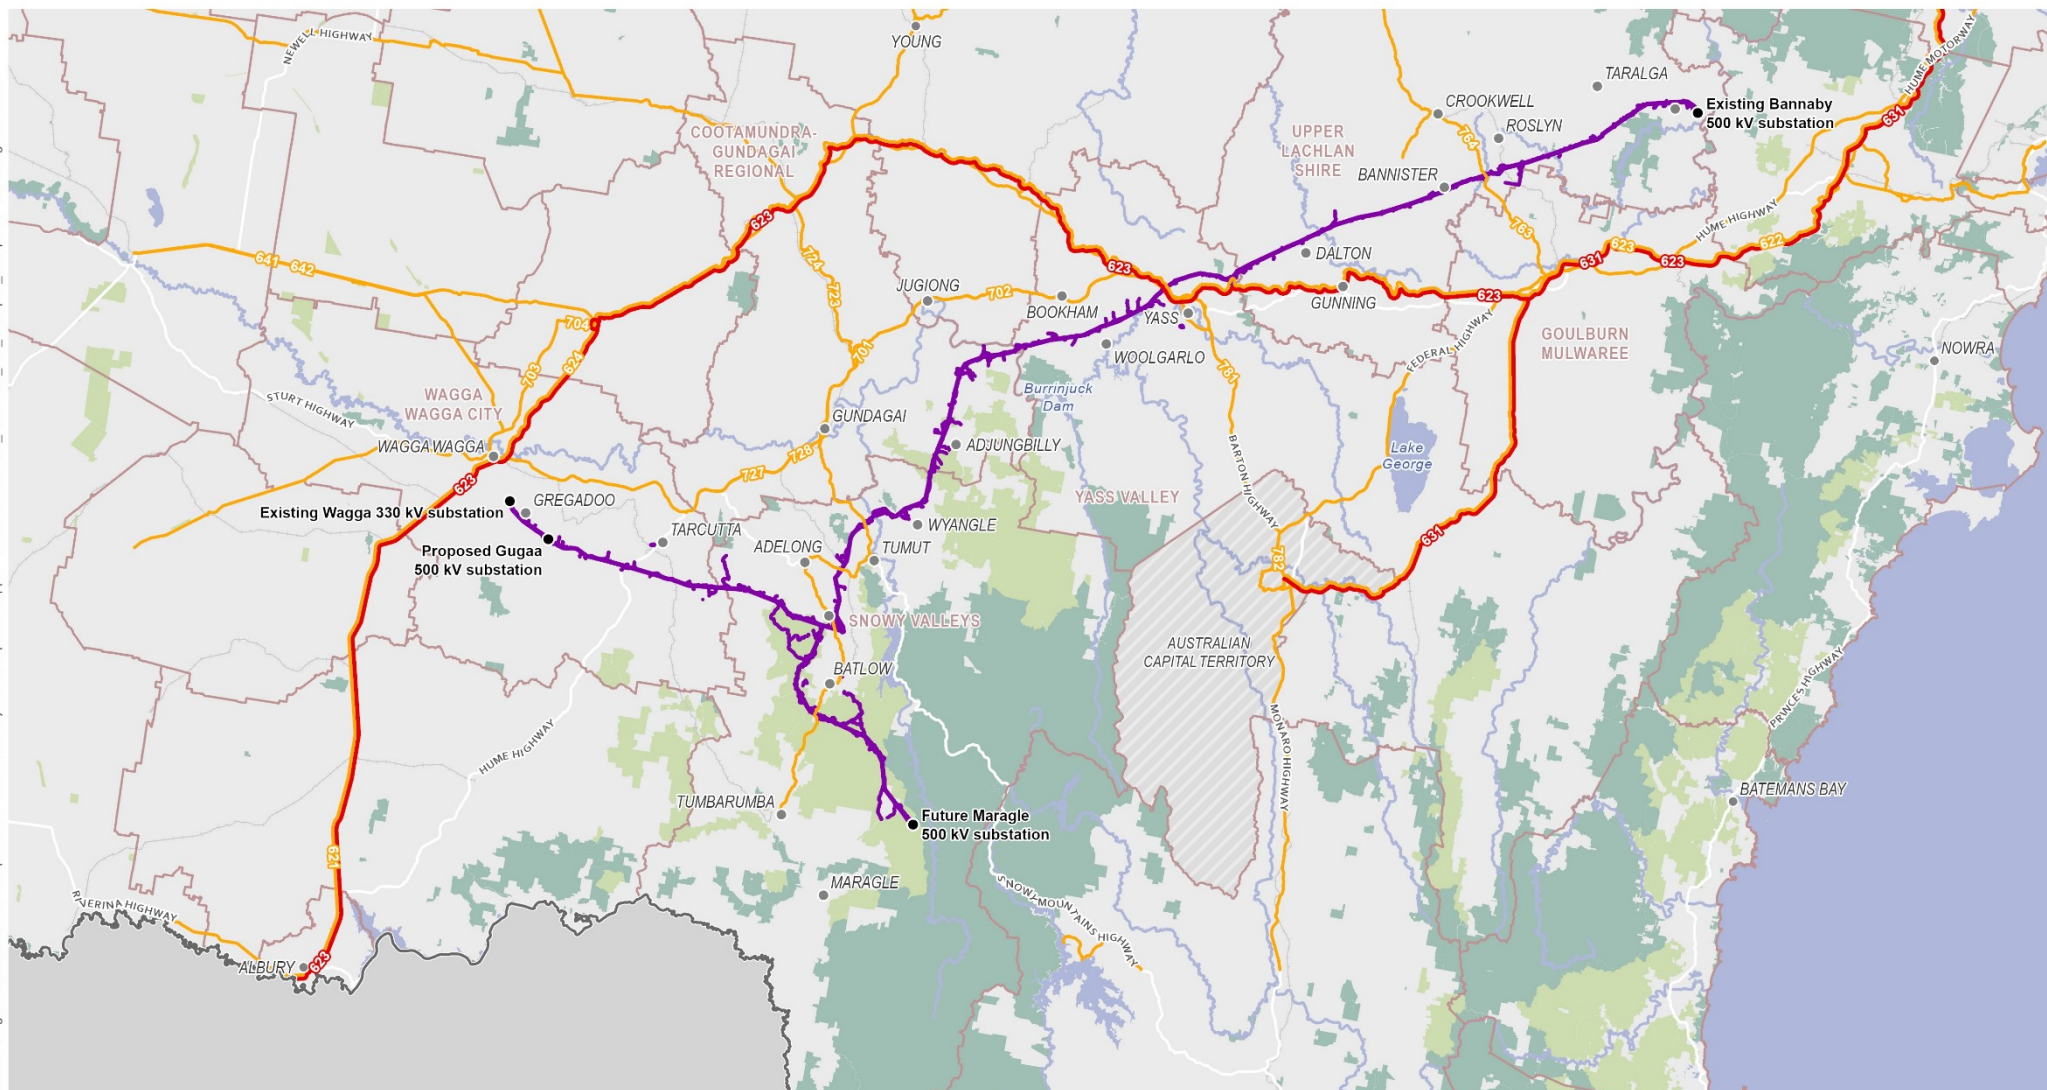 YOUNG
NEWELL HIGHWAY
HUME MOTORWAY
TARALGA
CROOKWELL
ROSLYN
Existing Bannaby
500 kV substation
631
COOTAMUNDRA-
GUNDAGAI
REGIONAL
UPPER
LACHLAN
SHIRE
764
BANNISTER
623
763
HUME HIGHWAY
641
642
724
723
623
DALTON
631
623
623
622
JUGIONG
702
BOOKHAM
YASS
GUNNING
623
704
703
624
701
WOOLGARLO
781
FEDERAL HIGHWAY
GOULBURN
MULWAREE
NOWRA
STURT HIGHWAY
WAGGA
WAGGA CITY
Burrinjuck
Dam
GUNDAGAI
WAGGA WAGGA
728
727
ADJUNGBILLY
BARTON HIGHWAY
Lake
George
623
Existing Wagga 330 kV substation
GREGADOO
YASS VALLEY
WYANGLE
TARCUTTA
Proposed Gugaa
500 kV substation
ADELONG
TUMUT
782
631
SNOWY VALLEYS
AUSTRALIAN
CAPITAL TERRITORY
BATLOW
HUME HIGHWAY
MONARO HIGHWAY
PRINCES HIGHWAY
TUMBARUMBA
Future Maragle
500 kV substation
BATEMANS BAY
621
MARAGLE
RIVERINA HIGHWAY
SNOWY MOUNTAINS HIGHWAY
ALBURY
623